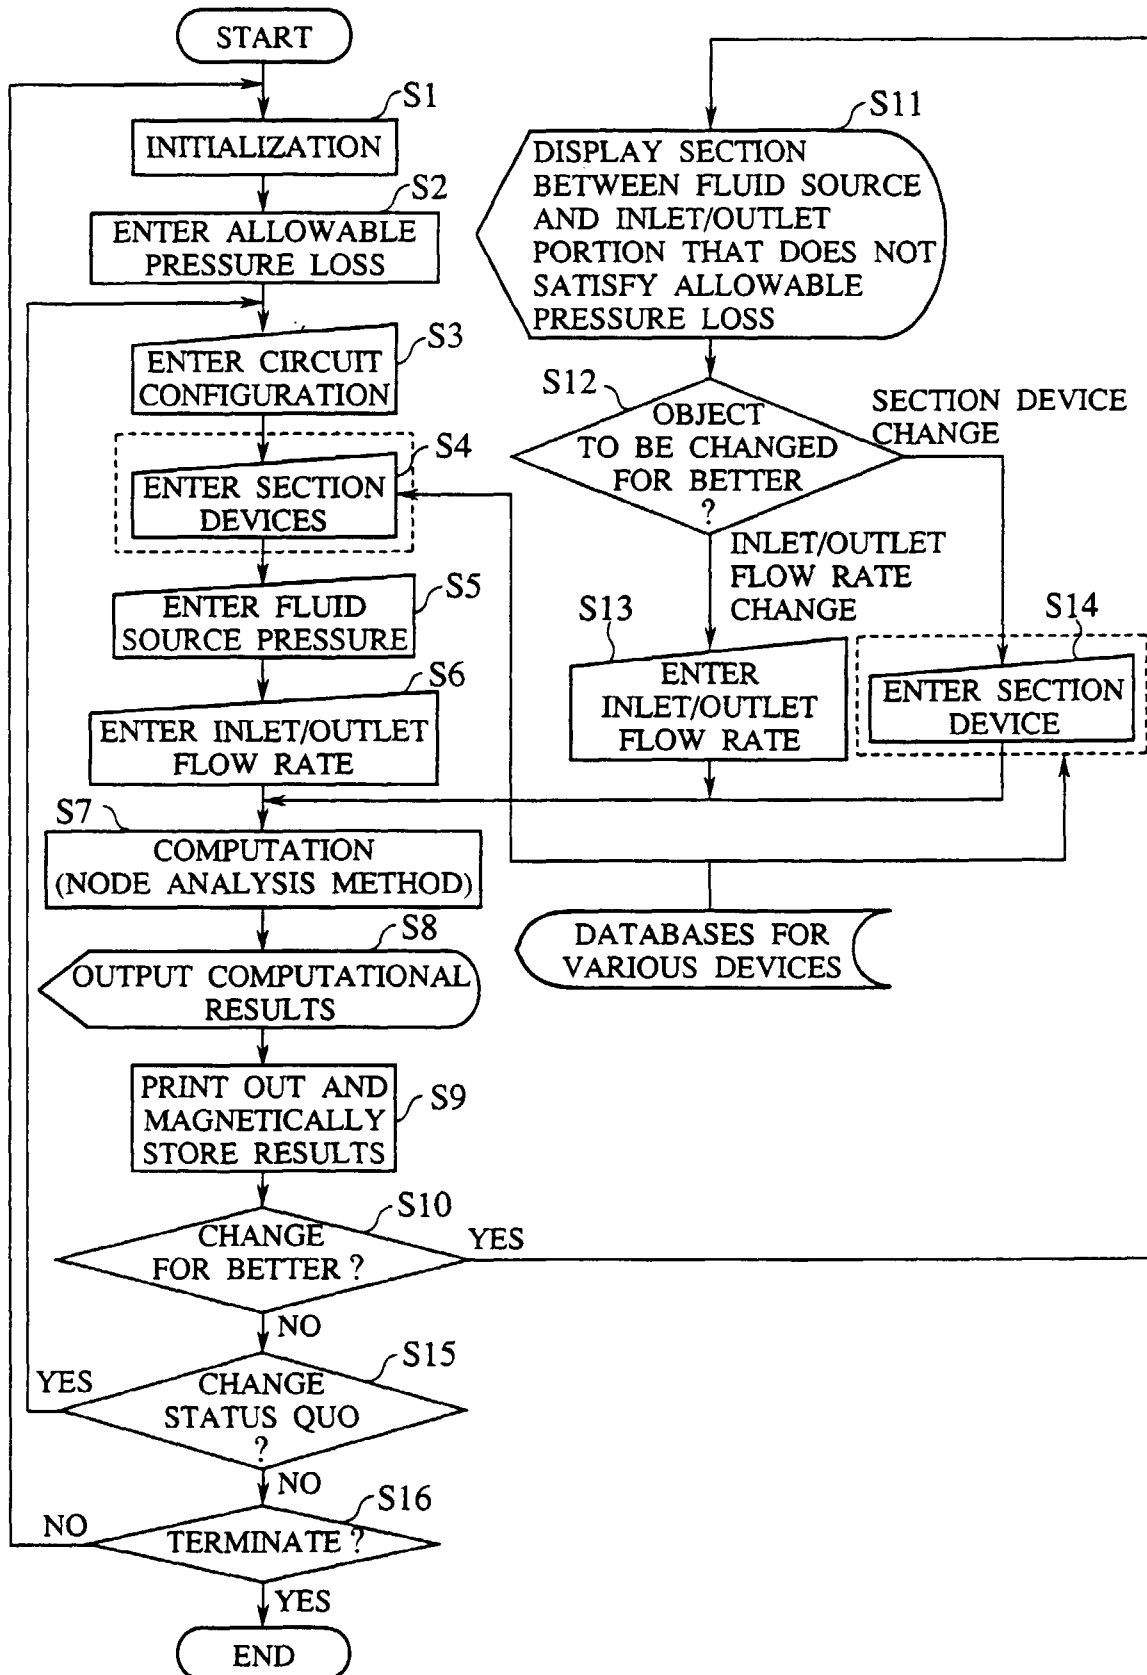 START
S1
INITIALIZATION
S2
ENTER ALLOWABLE
PRESSURE LOSS
S3
ENTER CIRCUIT
CONFIGURATION
S4
ENTER SECTION
DEVICES
S5
ENTER FLUID
SOURCE PRESSURE
S6
ENTER INLET/OUTLET
FLOW RATE
S7
COMPUTATION
(NODE ANALYSIS METHOD)
S8
OUTPUT COMPUTATIONAL
RESULTS
S9
PRINT OUT AND
MAGNETICALLY
STORE RESULTS
S10
CHANGE
FOR BETTER ?
YES
NO
S15
CHANGE
STATUS QUO
?
YES
NO
S16
TERMINATE ?
NO
YES
END
S11
DISPLAY SECTION
BETWEEN FLUID SOURCE
AND INLET/OUTLET
PORTION THAT DOES NOT
SATISFY ALLOWABLE
PRESSURE LOSS
S12
OBJECT
TO BE CHANGED
FOR BETTER
?
SECTION DEVICE
CHANGE
INLET/OUTLET
FLOW RATE
CHANGE
S13
ENTER
INLET/OUTLET
FLOW RATE
S14
ENTER SECTION
DEVICE
DATABASES FOR
VARIOUS DEVICES